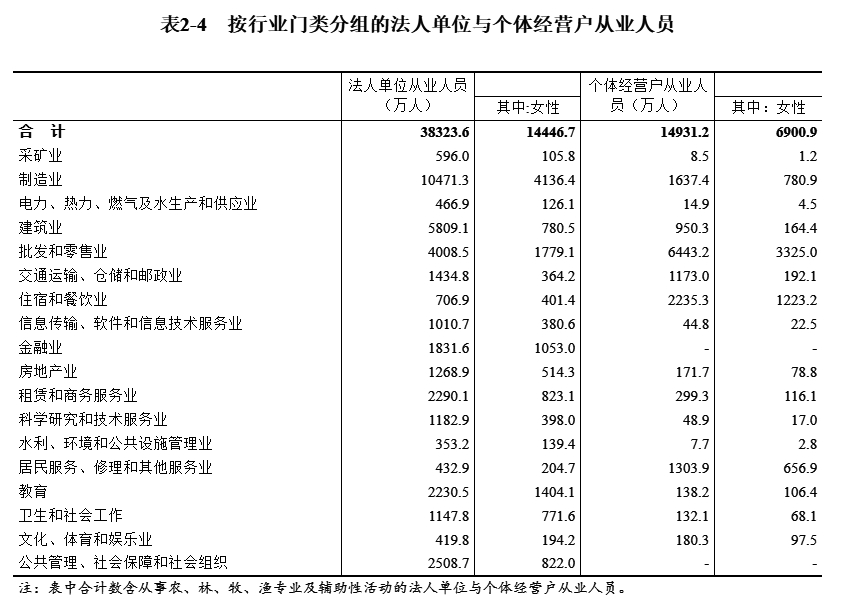 表2-4 按行业门类分组的法人单位与个体经营户从业人员
法人单位从业人员（万人） 其中:女性 个体经营户从业人员（万人） 其中：女性
合 计 38323.6 14446.7 14931.2 6900.9
采矿业 596.0 105.8 8.5 1.2
制造业 10471.3 4136.4 1637.4 780.9
电力、热力、燃气及水生产和供应业 466.9 126.1 14.9 4.5
建筑业 5809.1 780.5 950.3 164.4
批发和零售业 4008.5 1779.1 6443.2 3325.0
交通运输、仓储和邮政业 1434.8 364.2 1173.0 192.1
住宿和餐饮业 706.9 401.4 2235.3 1223.2
信息传输、软件和信息技术服务业 1010.7 380.6 44.8 22.5
金融业 1831.6 1053.0 - -
房地产业 1268.9 514.3 171.7 78.8
租赁和商务服务业 2290.1 823.1 299.3 116.1
科学研究和技术服务业 1182.9 398.0 48.9 17.0
水利、环境和公共设施管理业 353.2 139.4 7.7 2.8
居民服务、修理和其他服务业 432.9 204.7 1303.9 656.9
教育 2230.5 1404.1 138.2 106.4
卫生和社会工作 1147.8 771.6 132.1 68.1
文化、体育和娱乐业 419.8 194.2 180.3 97.5
公共管理、社会保障和社会组织 2508.7 822.0 - -
注：表中合计数含从事农、林、牧、渔专业及辅助性活动的法人单位与个体经营户从业人员。